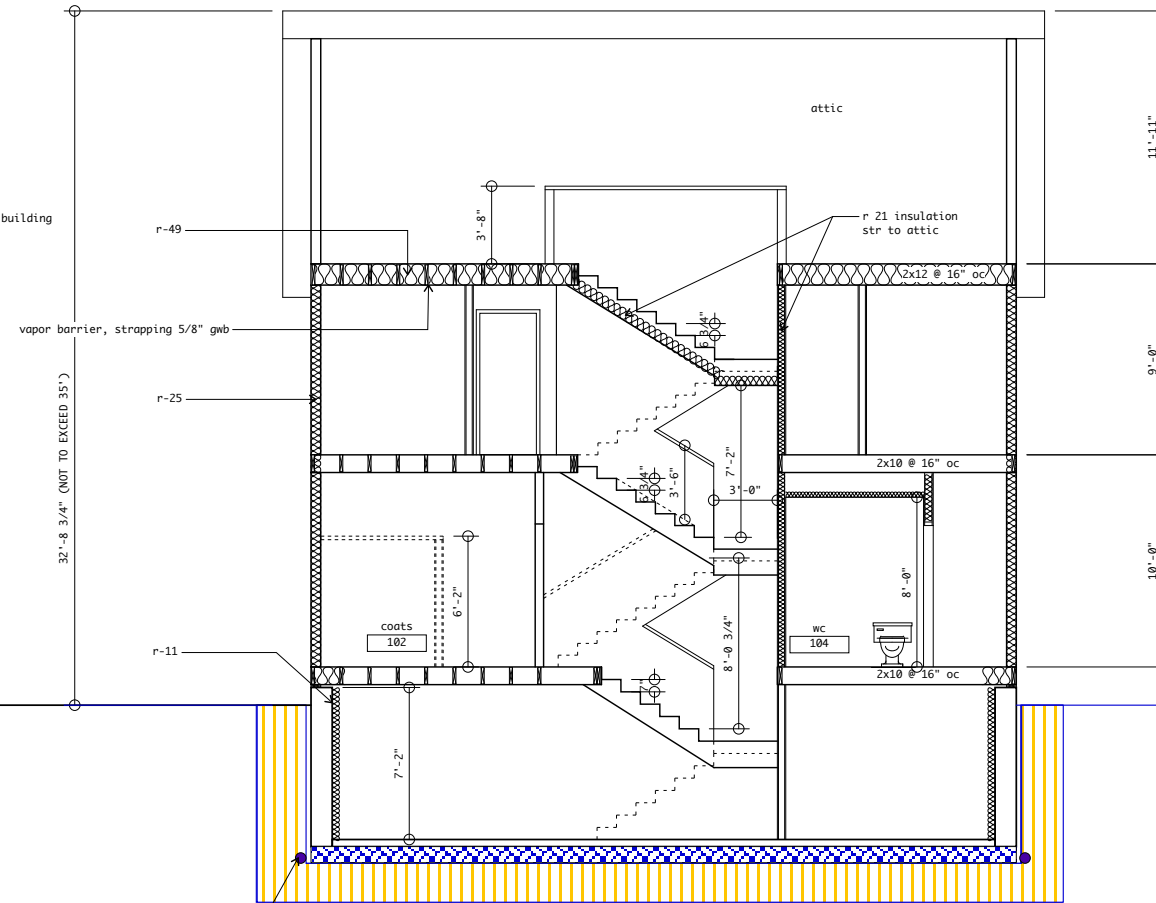 attic
11'-11"
building
3'-8"
r 21 insulation
str to attic
r-49
2x12 @ 16" oc
vapor barrier, strapping 5/8" gwb
6 3/4"
9'-0"
32'-8 3/4" (NOT TO EXCEED 35')
r-25
7'-2"
2x10 @ 16" oc
6 3/4"
3'-6"
3'-0"
10'-0"
8'-0"
6'-2"
coats
102
wc
104
8'-0 3/4"
r-11
2x10 @ 16" oc
7"
7'-2"